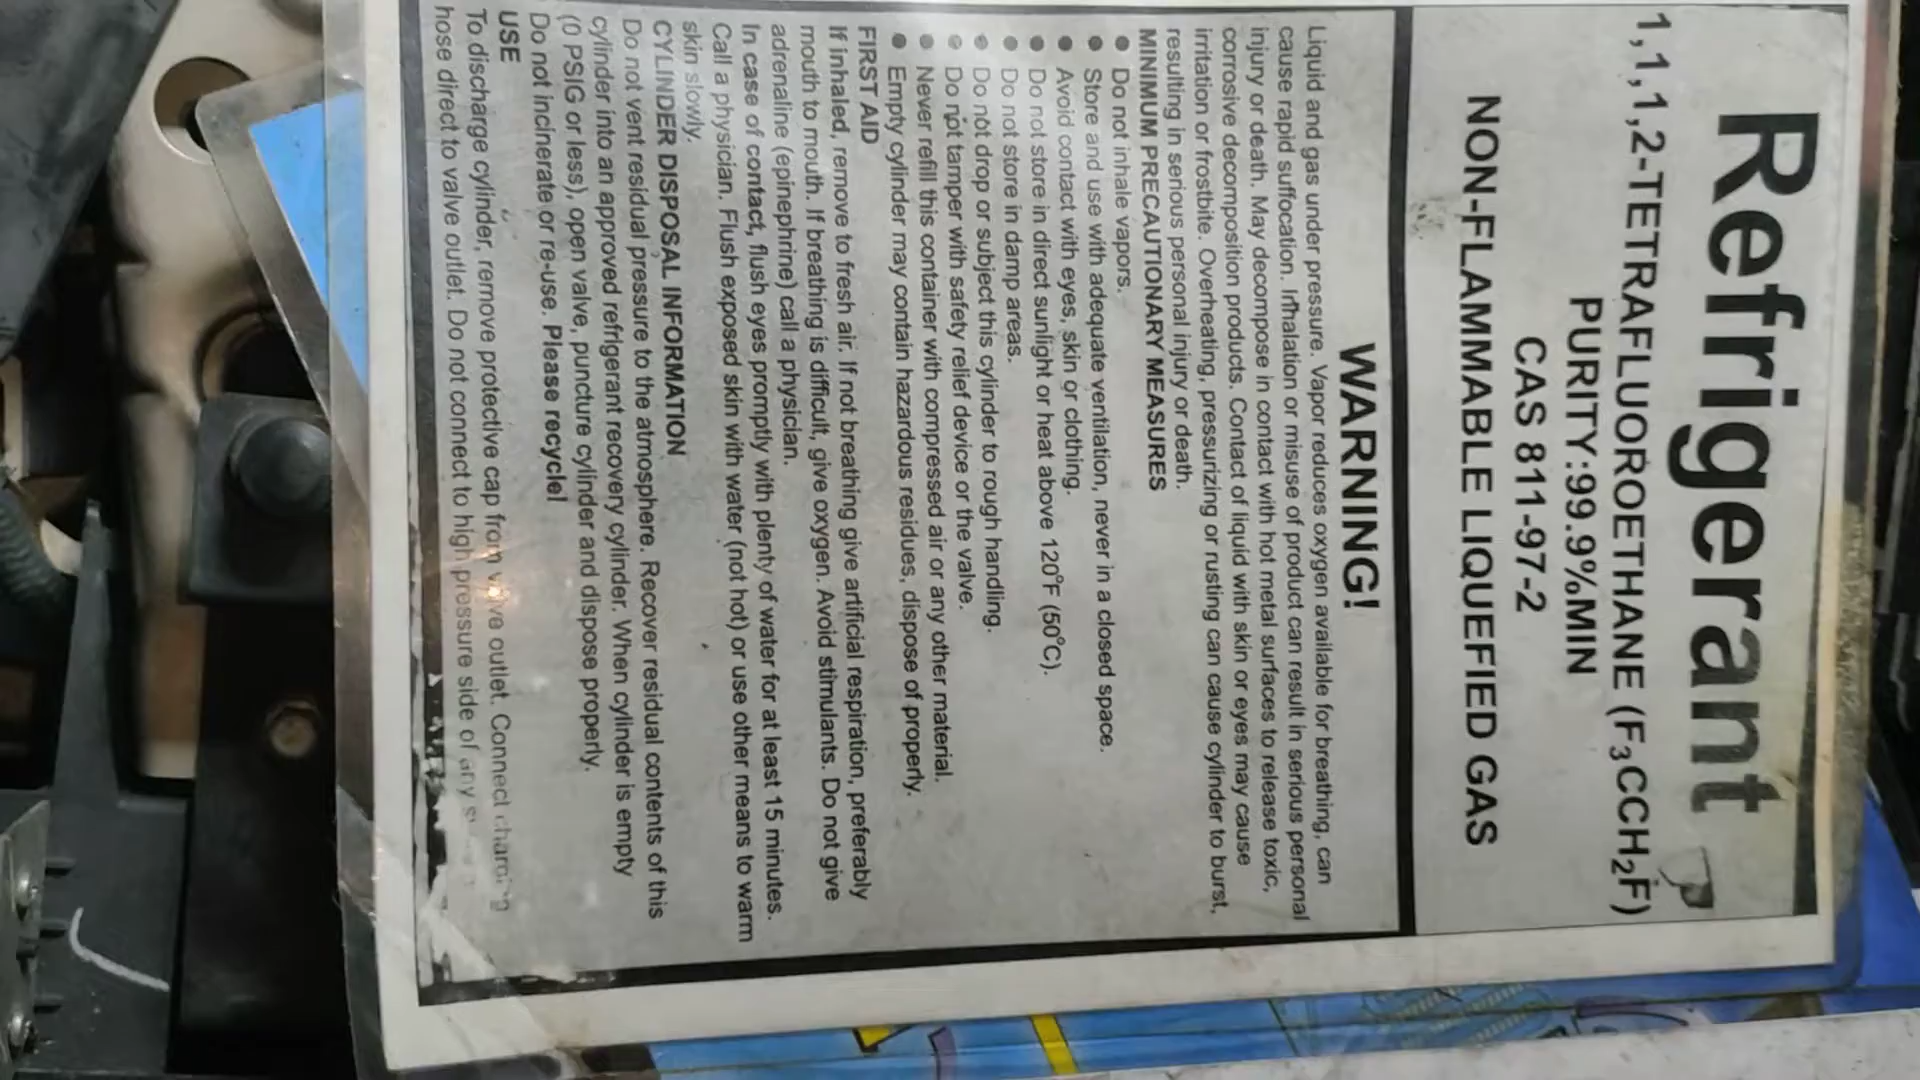 Refrigerant
1,1,1,2-TETRAFLUOROETHANE (F3CCH2F)
PURITY:99.9%MIN
CAS 811-97-2
NON-FLAMMABLE LIQUEFIED GAS
WARNING!
Liquid and gas under pressure. Vapor reduces oxygen available for breathing, can
cause rapid suffocation. Inhalation or misuse of product can result in serious personal
injury or death. May decompose in contact with hot metal surfaces to release toxic,
corrosive decomposition products. Contact of liquid with skin or eyes may cause
irritation or frostbite. Overheating, pressurizing or rusting can cause cylinder to burst,
resulting in serious personal injury or death.
MINIMUM PRECAUTIONARY MEASURES
● Do not inhale vapors.
● Store and use with adequate ventilation, never in a closed space.
● Avoid contact with eyes, skin or clothing.
● Do not store in direct sunlight or heat above 120°F (50°C).
● Do not store in damp areas.
● Do not drop or subject this cylinder to rough handling.
● Do not tamper with safety relief device or the valve.
● Never refill this container with compressed air or any other material.
● Empty cylinder may contain hazardous residues, dispose of properly.
FIRST AID
If inhaled, remove to fresh air. If not breathing give artificial respiration, preferably
mouth to mouth. If breathing is difficult, give oxygen. Avoid stimulants. Do not give
adrenaline (epinephrine) call a physician.
In case of contact, flush eyes promptly with plenty of water for at least 15 minutes.
Call a physician. Flush exposed skin with water (not hot) or use other means to warm
skin slowly.
CYLINDER DISPOSAL INFORMATION
Do not vent residual pressure to the atmosphere. Recover residual contents of this
cylinder into an approved refrigerant recovery cylinder. When cylinder is empty
(0 PSIG or less), open valve, puncture cylinder and dispose properly.
Do not incinerate or re-use. Please recycle!
USE
To discharge cylinder, remove protective cap from valve outlet. Connect charging
hose direct to valve outlet. Do not connect to high pressure side of any